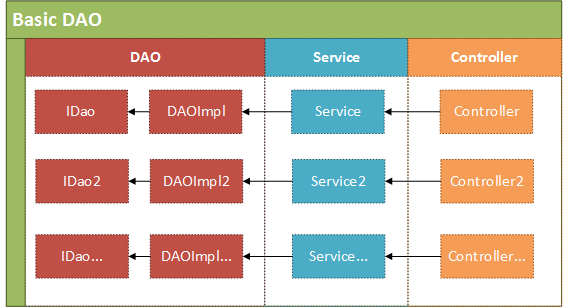 Basic DAO
DAO Service Controller
IDao DAOImpl Service Controller
IDao2 DAOImpl2 Service2 Controller2
IDao... DAOImpl... Service... Controller...